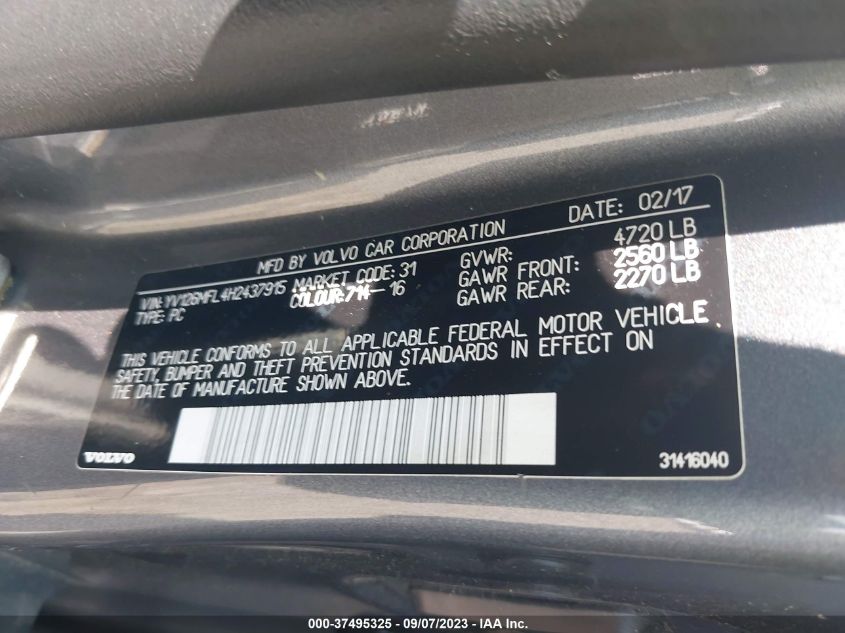 DATE: 02/17
MFD BY VOLVO CAR CORPORATION
VIN: YV126MFL4H2437915 MARKET CODE: 31 GVWR: 4720 LB
TYPE: PC COLOUR: 714- 16 GAWR FRONT: 2560 LB
GAWR REAR: 2270 LB
THIS VEHICLE CONFORMS TO ALL APPLICABLE FEDERAL MOTOR VEHICLE
SAFETY, BUMPER AND THEFT PREVENTION STANDARDS IN EFFECT ON
THE DATE OF MANUFACTURE SHOWN ABOVE.
VOLVO
31416040
000-37495325 - 09/07/2023 - IAA Inc.